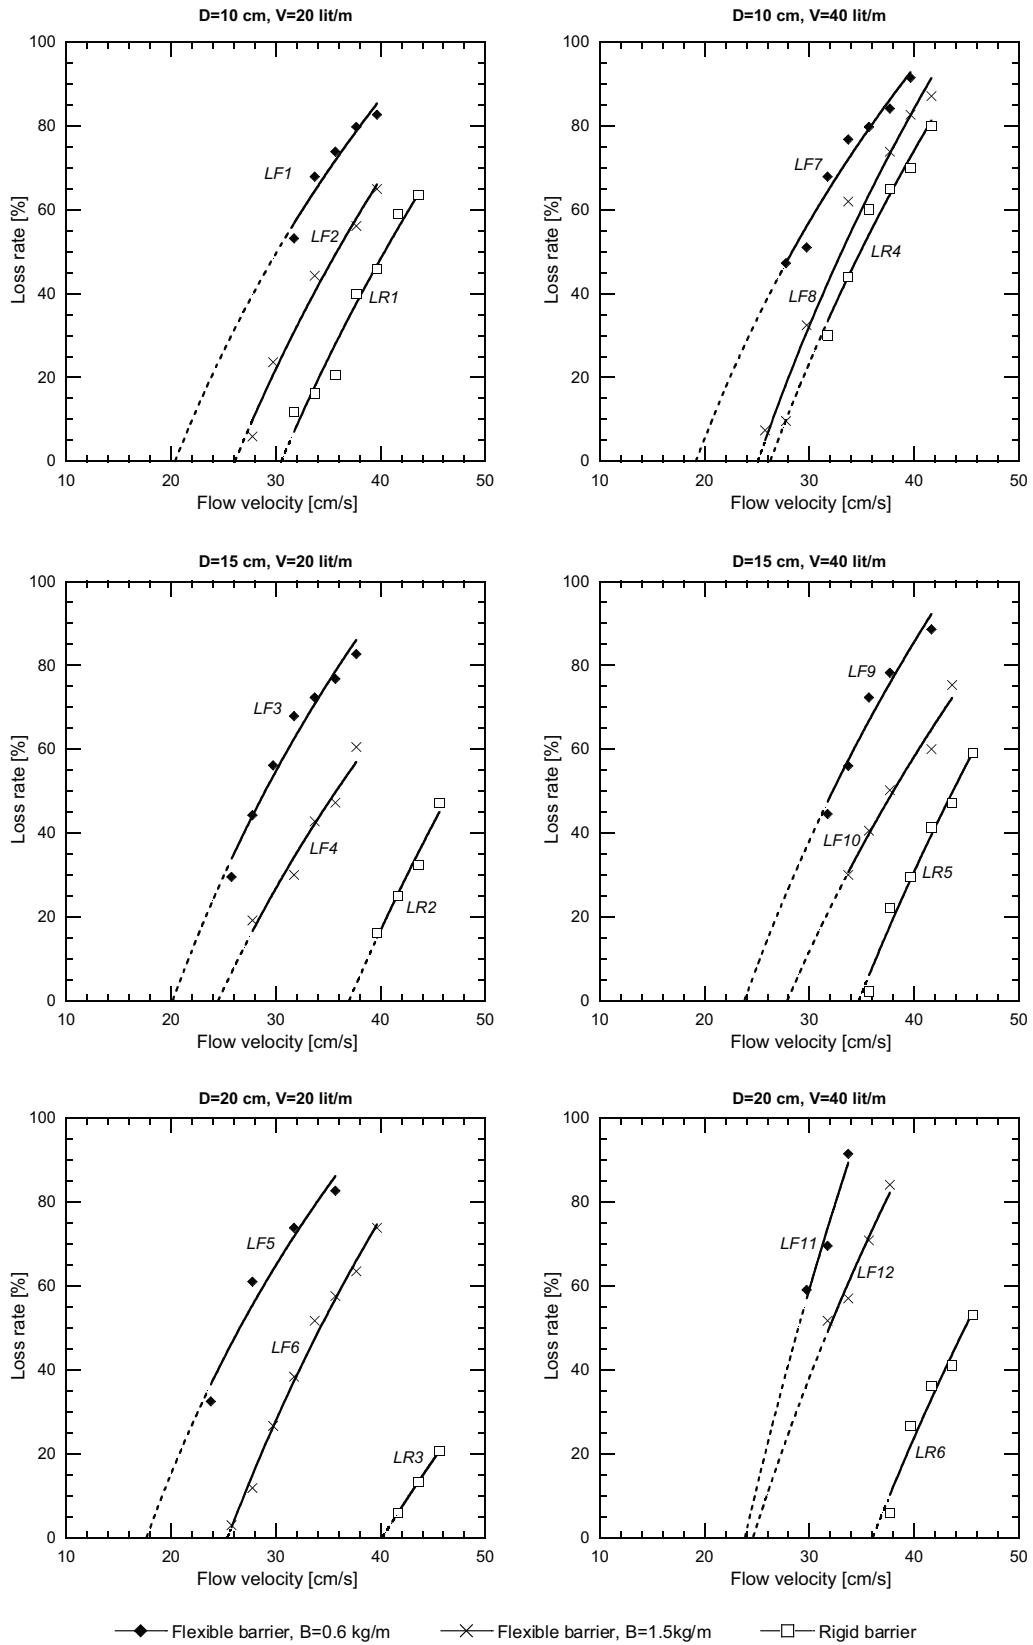 D=10 cm, V=20 lit/m
100
80
60
40
20
0
Loss rate [%]
LF1
LF2
LR1
10 20 30 40 50
Flow velocity [cm/s]
D=10 cm, V=40 lit/m
100
80
60
40
20
0
Loss rate [%]
LF7
LR4
LF8
10 20 30 40 50
Flow velocity [cm/s]
D=15 cm, V=20 lit/m
100
80
60
40
20
0
Loss rate [%]
LF3
LF4
LR2
10 20 30 40 50
Flow velocity [cm/s]
D=15 cm, V=40 lit/m
100
80
60
40
20
0
Loss rate [%]
LF9
LF10
LR5
10 20 30 40 50
Flow velocity [cm/s]
D=20 cm, V=20 lit/m
100
80
60
40
20
0
Loss rate [%]
LF5
LF6
LR3
10 20 30 40 50
Flow velocity [cm/s]
D=20 cm, V=40 lit/m
100
80
60
40
20
0
Loss rate [%]
LF11
LF12
LR6
10 20 30 40 50
Flow velocity [cm/s]
Flexible barrier, B=0.6 kg/m Flexible barrier, B=1.5kg/m Rigid barrier